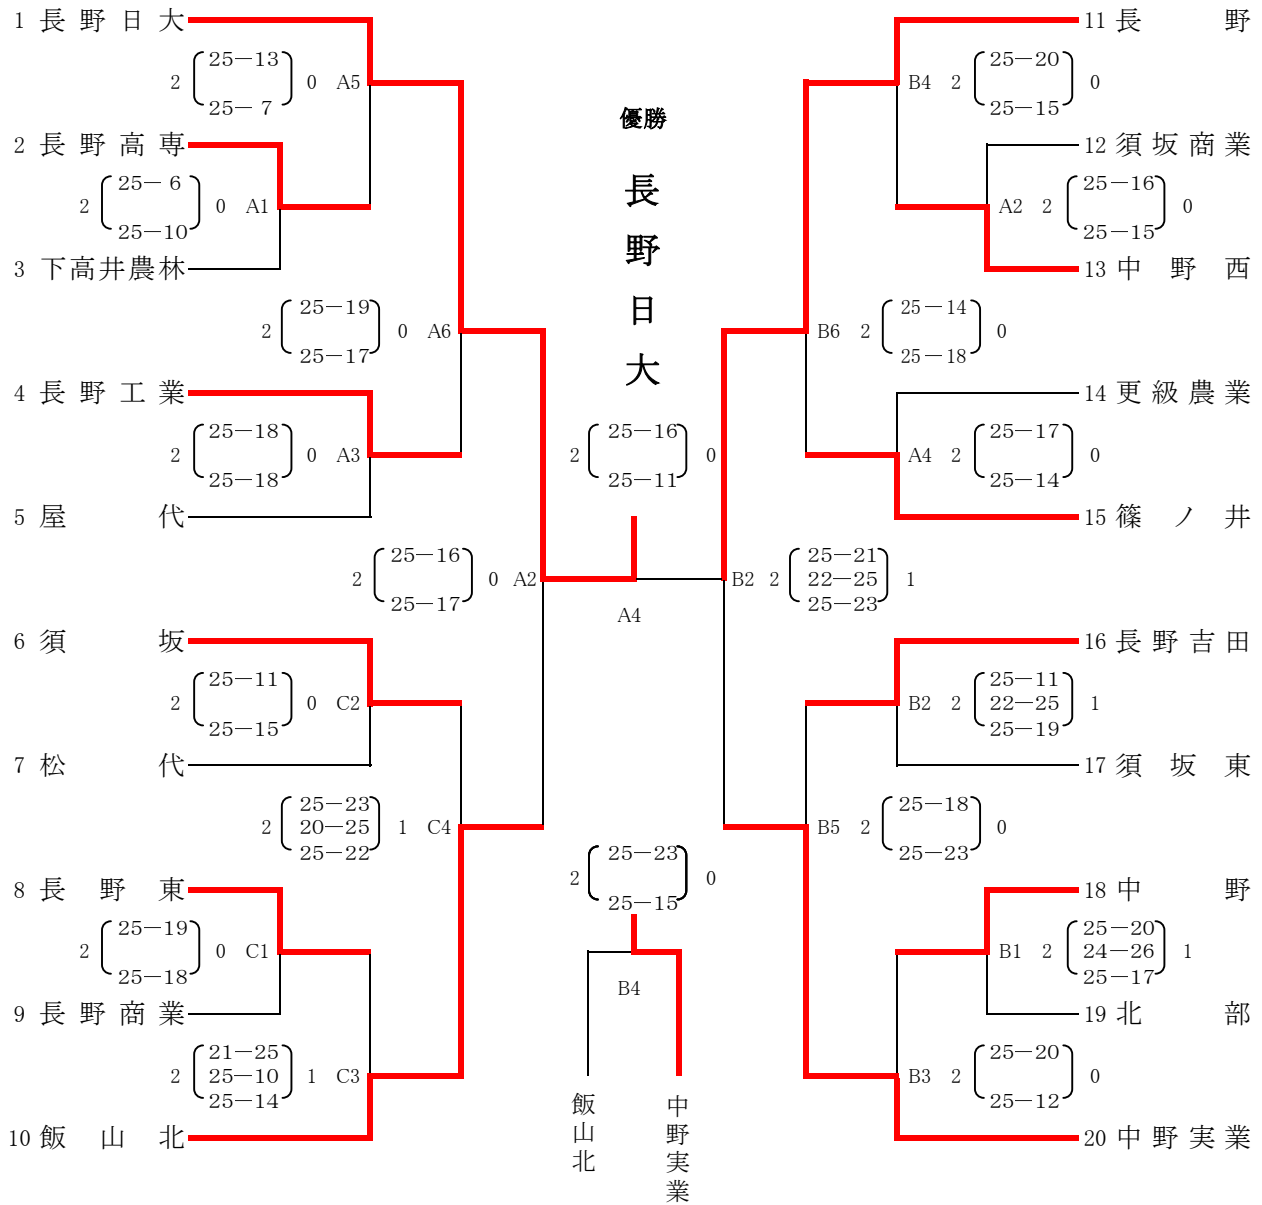 1 長野日大
25－13
2 0 A5
25－ 7
2 長野高専
25－ 6
2 0 A1
25－10
3 下高井農林
25－19
2 0 A6
25－17
4 長野工業
25－18
2 0 A3
25－18
5 屋代
25－16
2 0 A2
25－17
6 須坂
25－11
2 0 C2
25－15
7 松代
25－23
2 20－25 1 C4
25－22
8 長野東
25－19
2 0 C1
25－18
9 長野商業
21－25
2 25－10 1 C3
25－14
10 飯山北
優勝
長野日大
25－16
2 0
25－11
A4
25－23
2 0
25－15
B4
飯山北
中野実業
11 長野
25－20
B4 2 0
25－15
12 須坂商業
25－16
A2 2 0
25－15
13 中野西
25－14
B6 2 0
25－18
14 更級農業
25－17
A4 2 0
25－14
15 篠ノ井
25－21
B2 2 22－25 1
25－23
16 長野吉田
25－11
B2 2 22－25 1
25－19
17 須坂東
25－18
B5 2 0
25－23
18 中野
25－20
B1 2 24－26 1
25－17
19 北部
25－20
B3 2 0
25－12
20 中野実業